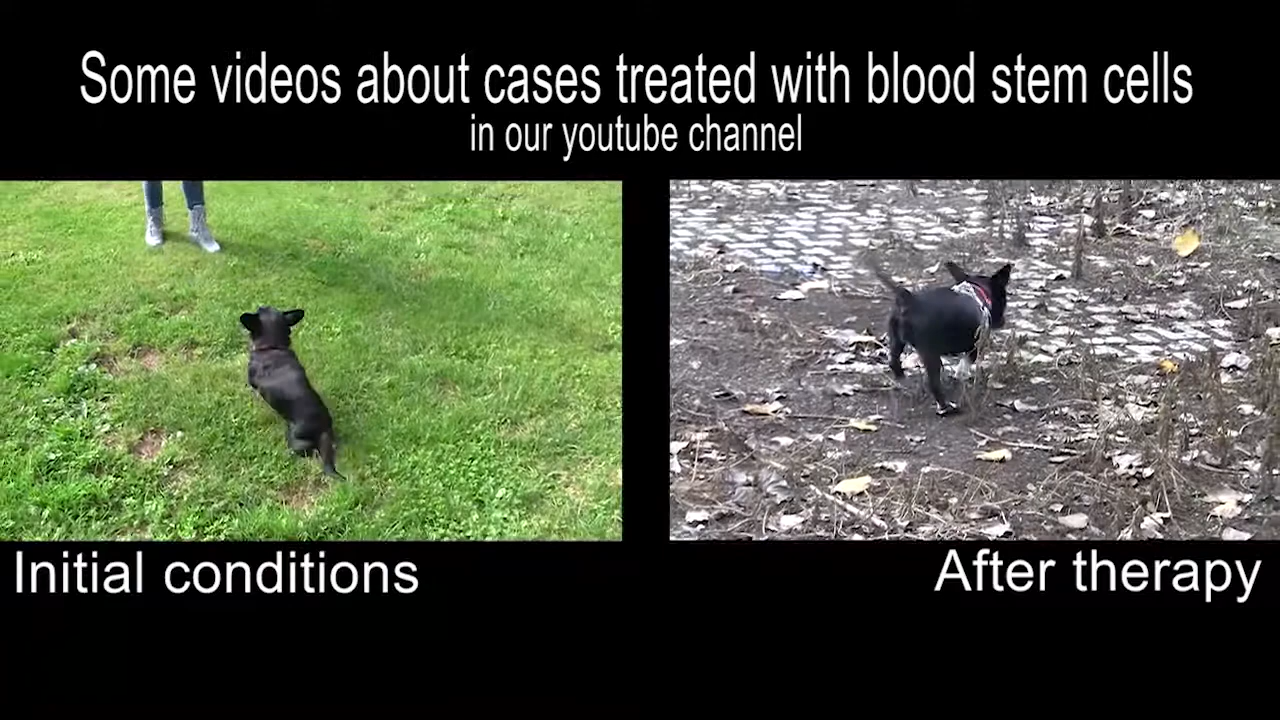 Some videos about cases treated with blood stem cells
in our youtube channel
Initial conditions
After therapy